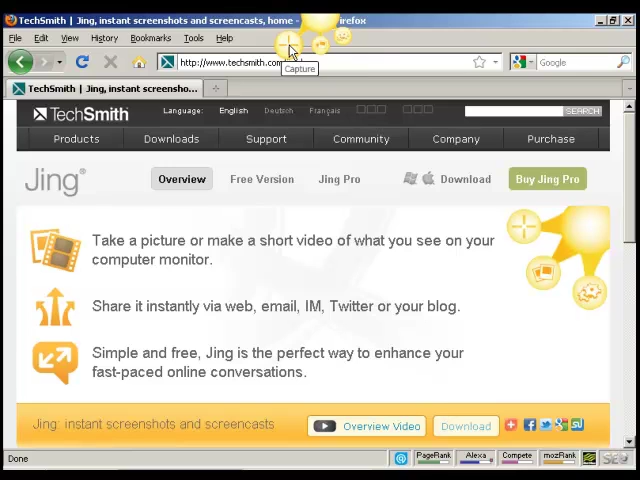 TechSmith | Jing, instant screenshots and screencasts, home - irefox
File Edit View History Bookmarks Tools Help
http://www.techsmith.com
Google
Capture
TechSmith | Jing, instant screensho...
TechSmith
Language: English Deutsch Français
SEARCH
Products Downloads Support Community Company Purchase
Jing®
Overview Free Version Jing Pro Download Buy Jing Pro
Take a picture or make a short video of what you see on your
computer monitor.
Share it instantly via web, email, IM, Twitter or your blog.
Simple and free, Jing is the perfect way to enhance your
fast-paced online conversations.
Jing: instant screenshots and screencasts Overview Video Download
Done PageRank Alexa Compete mozRank SEO